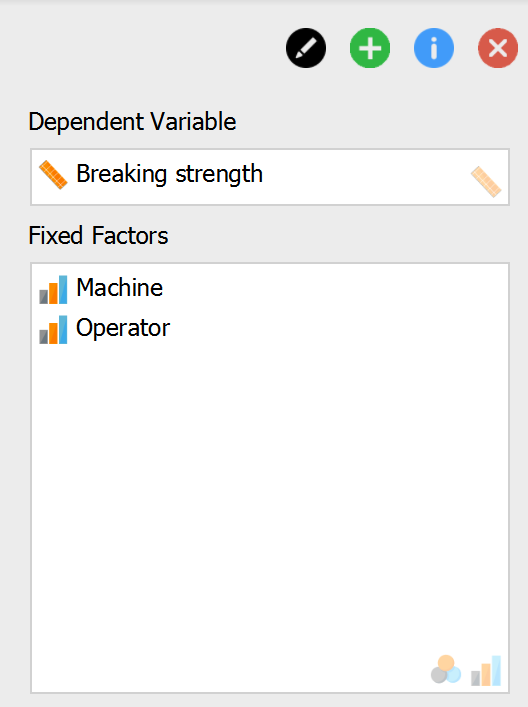 Dependent Variable
Breaking strength
Fixed Factors
Machine
Operator